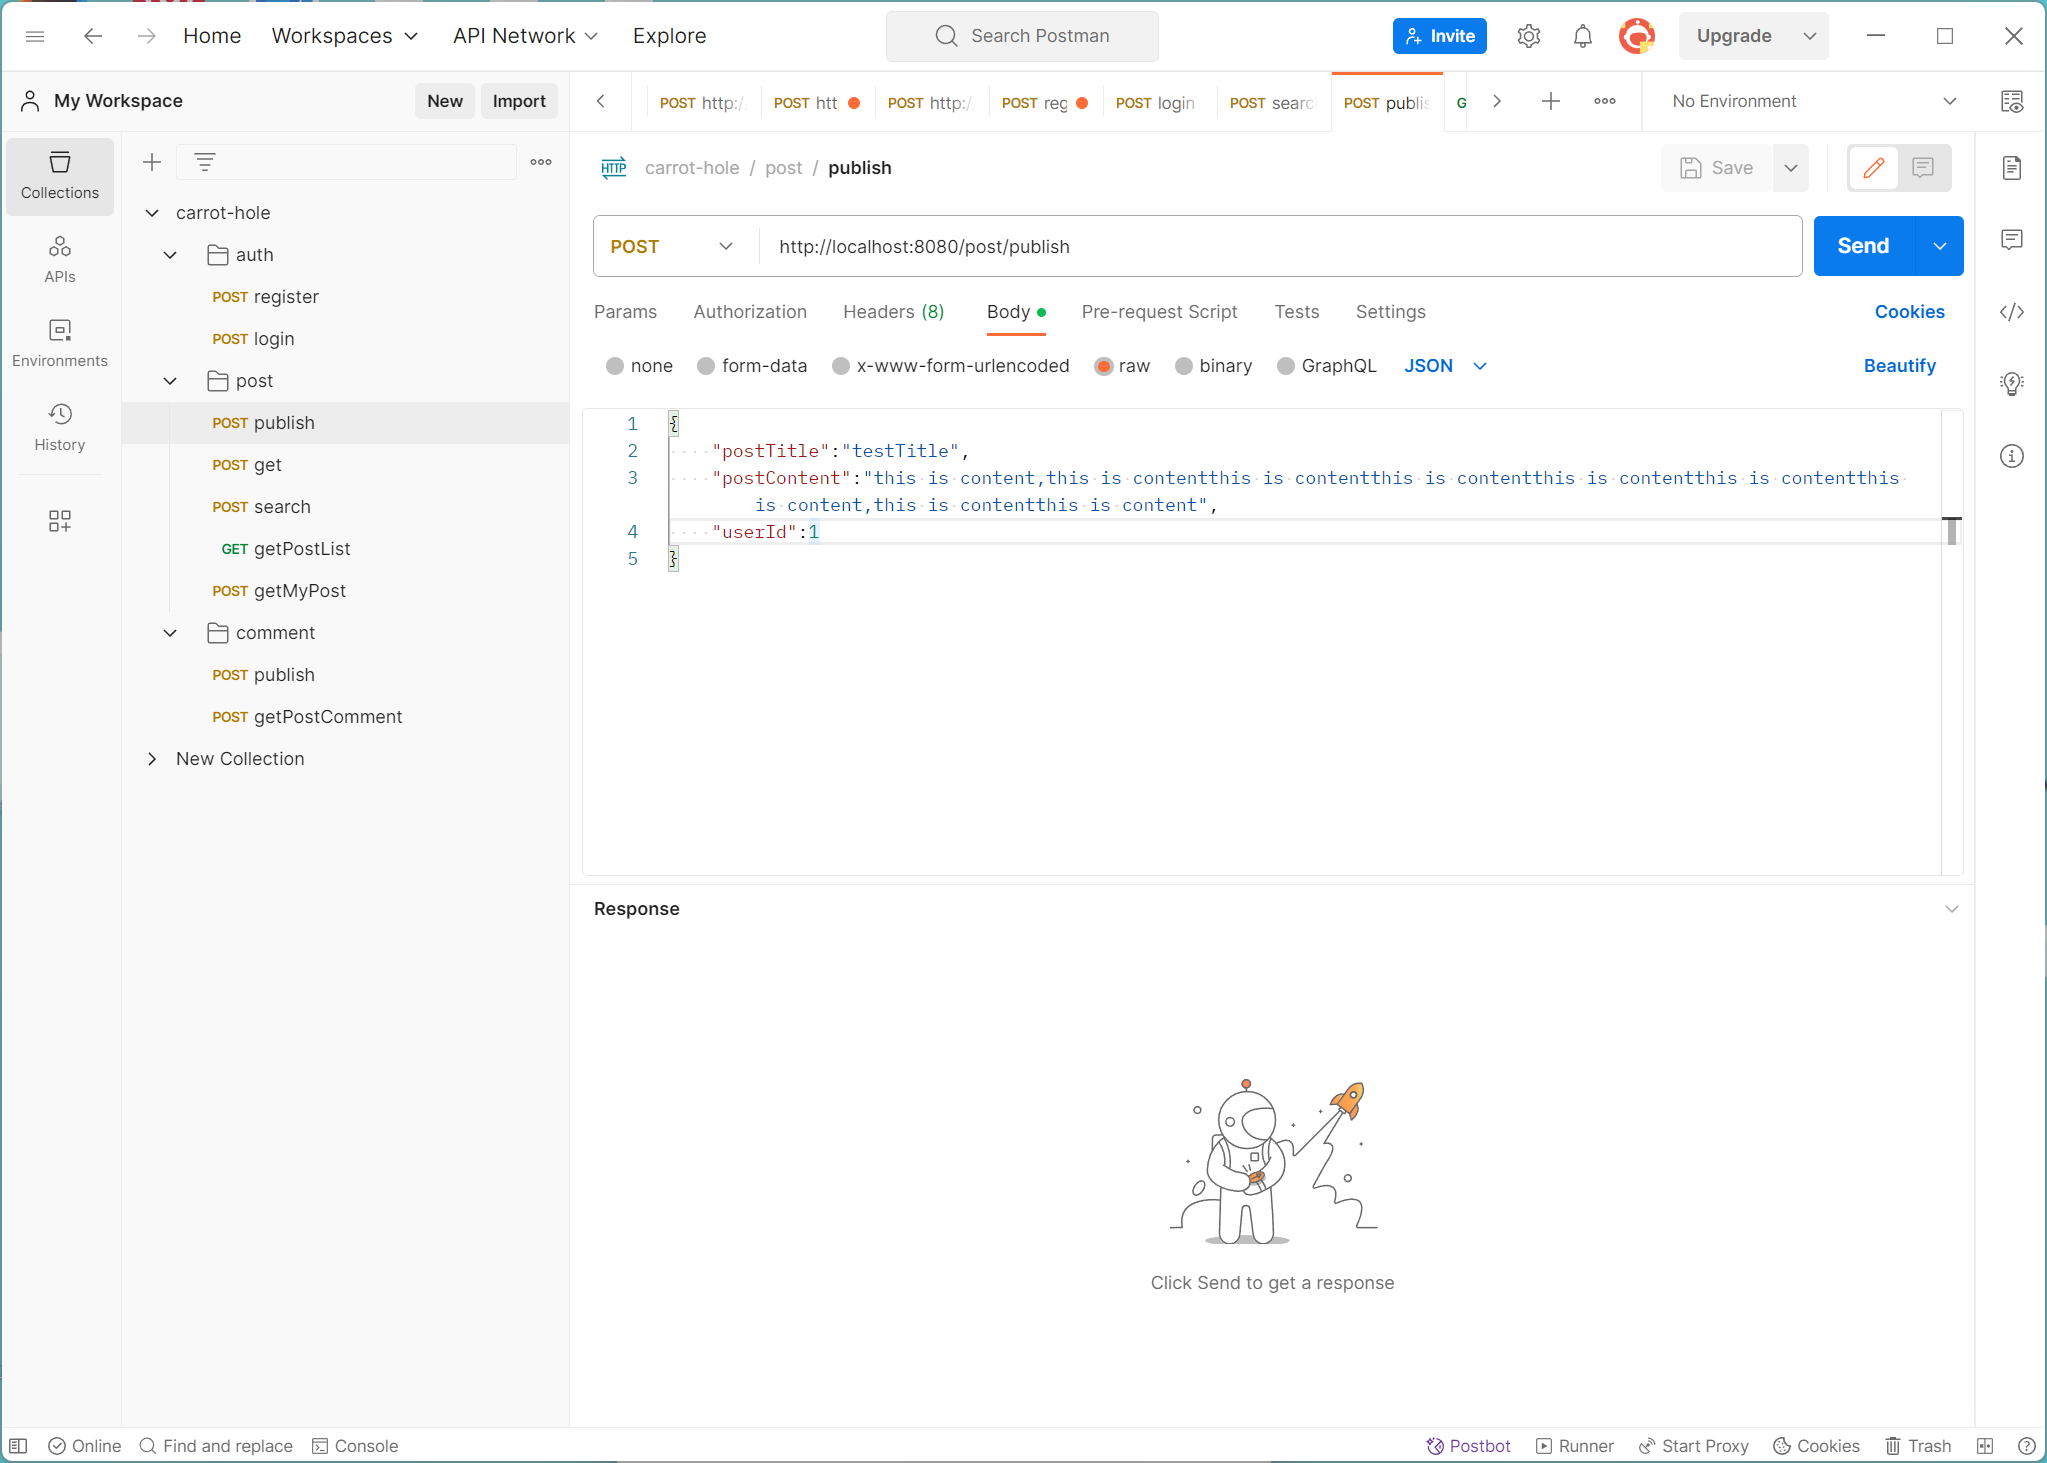 Home Workspaces API Network Explore Search Postman Invite Upgrade
My Workspace New Import POST http:/ POST htt POST http:/ POST reg POST login POST searc POST publis G No Environment
Collections
APIs
Environments
History
carrot-hole
auth
POST register
POST login
post
POST publish
POST get
POST search
GET getPostList
POST getMyPost
comment
POST publish
POST getPostComment
New Collection
HTTP carrot-hole / post / publish Save
POST http://localhost:8080/post/publish Send
Params Authorization Headers (8) Body Pre-request Script Tests Settings Cookies
none form-data x-www-form-urlencoded raw binary GraphQL JSON Beautify
1 {
2 "postTitle":"testTitle",
3 "postContent":"this is content,this is contentthis is contentthis is contentthis is contentthis is contentthis
is content,this is contentthis is content",
4 "userId":1
5 }
Response
Click Send to get a response
Online Find and replace Console Postbot Runner Start Proxy Cookies Trash